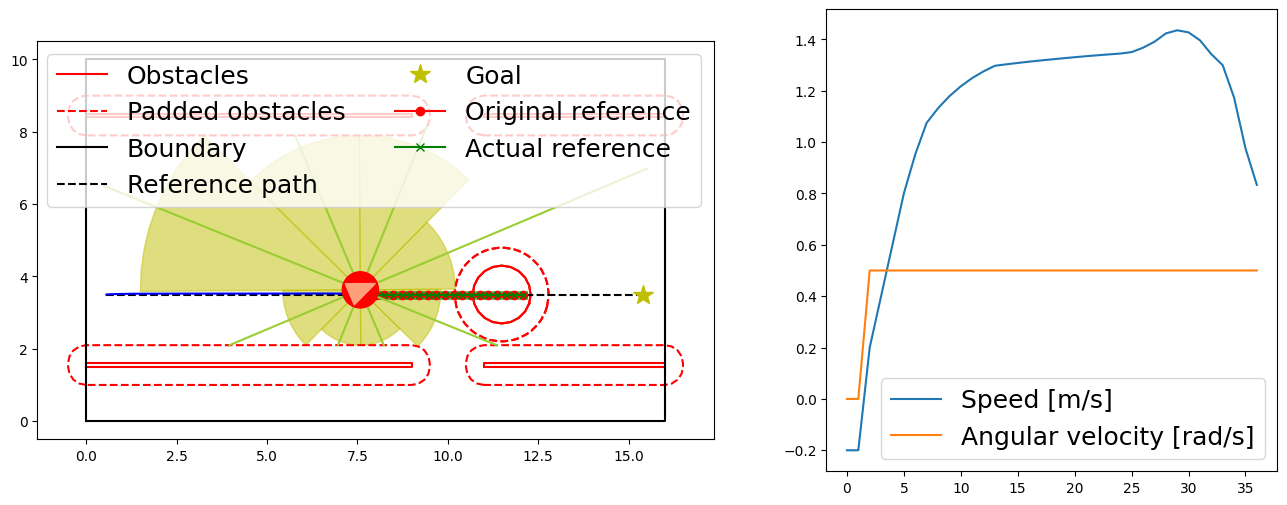 Obstacles
Padded obstacles
Boundary
Reference path
Goal
Original reference
Actual reference
10
8
6
4
2
0
0.0 2.5 5.0 7.5 10.0 12.5 15.0
1.4
1.2
1.0
0.8
0.6
0.4
0.2
0.0
−0.2
Speed [m/s]
Angular velocity [rad/s]
0 5 10 15 20 25 30 35